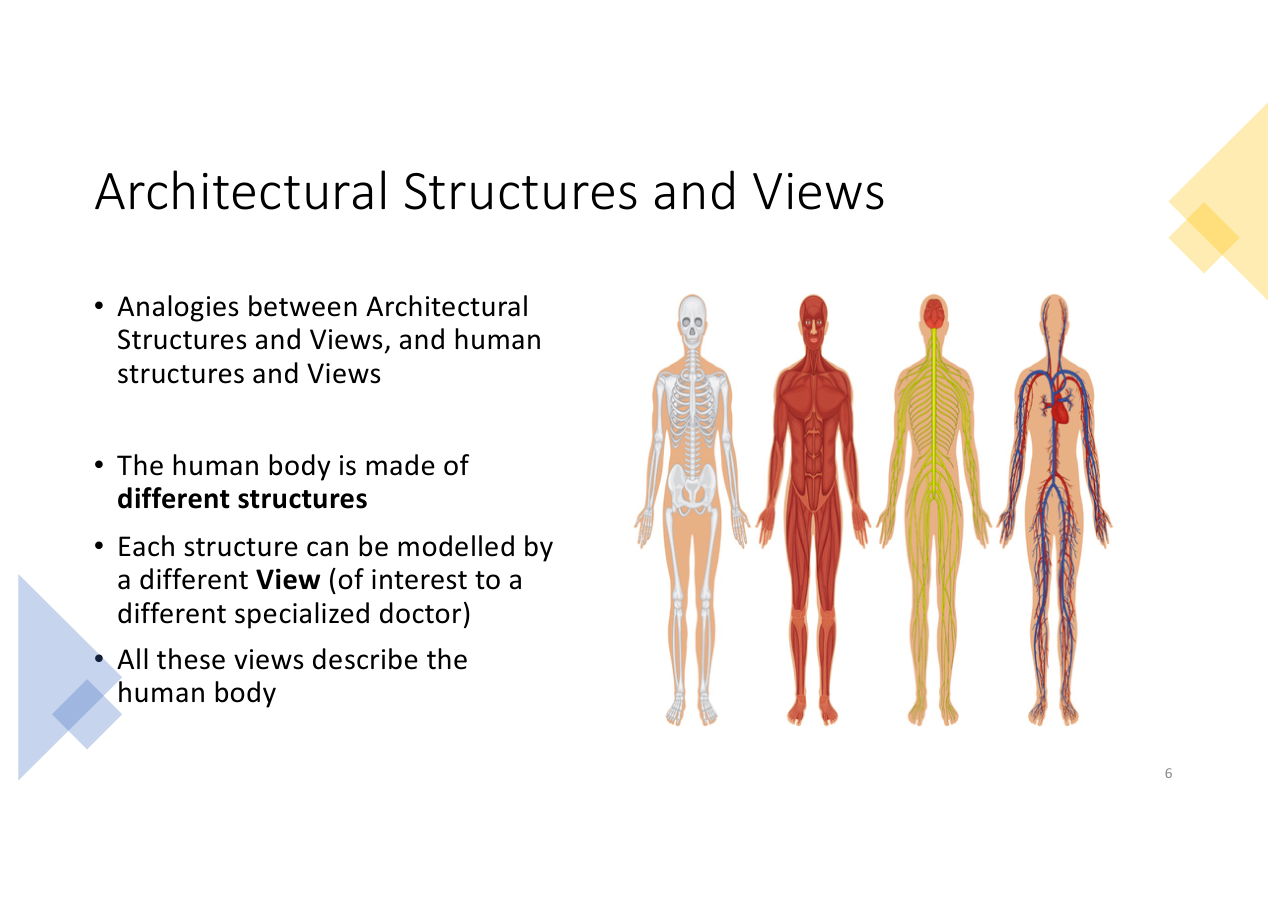 Architectural Structures and Views
• Analogies between Architectural
Structures and Views, and human
structures and Views
• The human body is made of
different structures
• Each structure can be modelled by
a different View (of interest to a
different specialized doctor)
• All these views describe the
human body
6